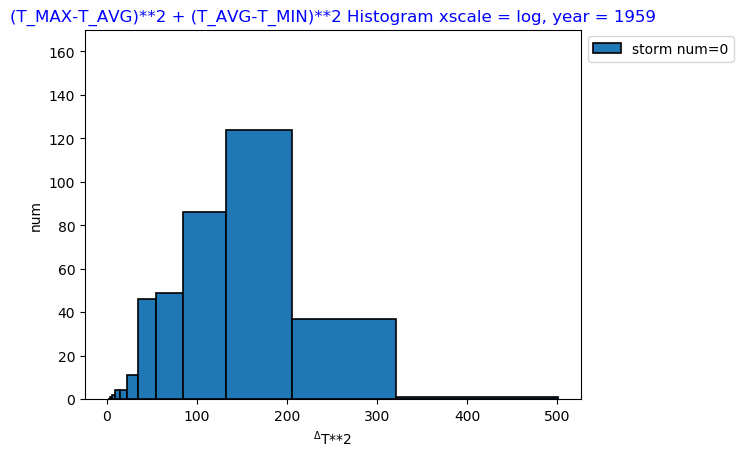 (T_MAX-T_AVG)**2 + (T_AVG-T_MIN)**2 Histogram xscale = log, year = 1959
storm num=0
160
140
120
100
80
60
40
20
0
num
0 100 200 300 400 500
ΔT**2